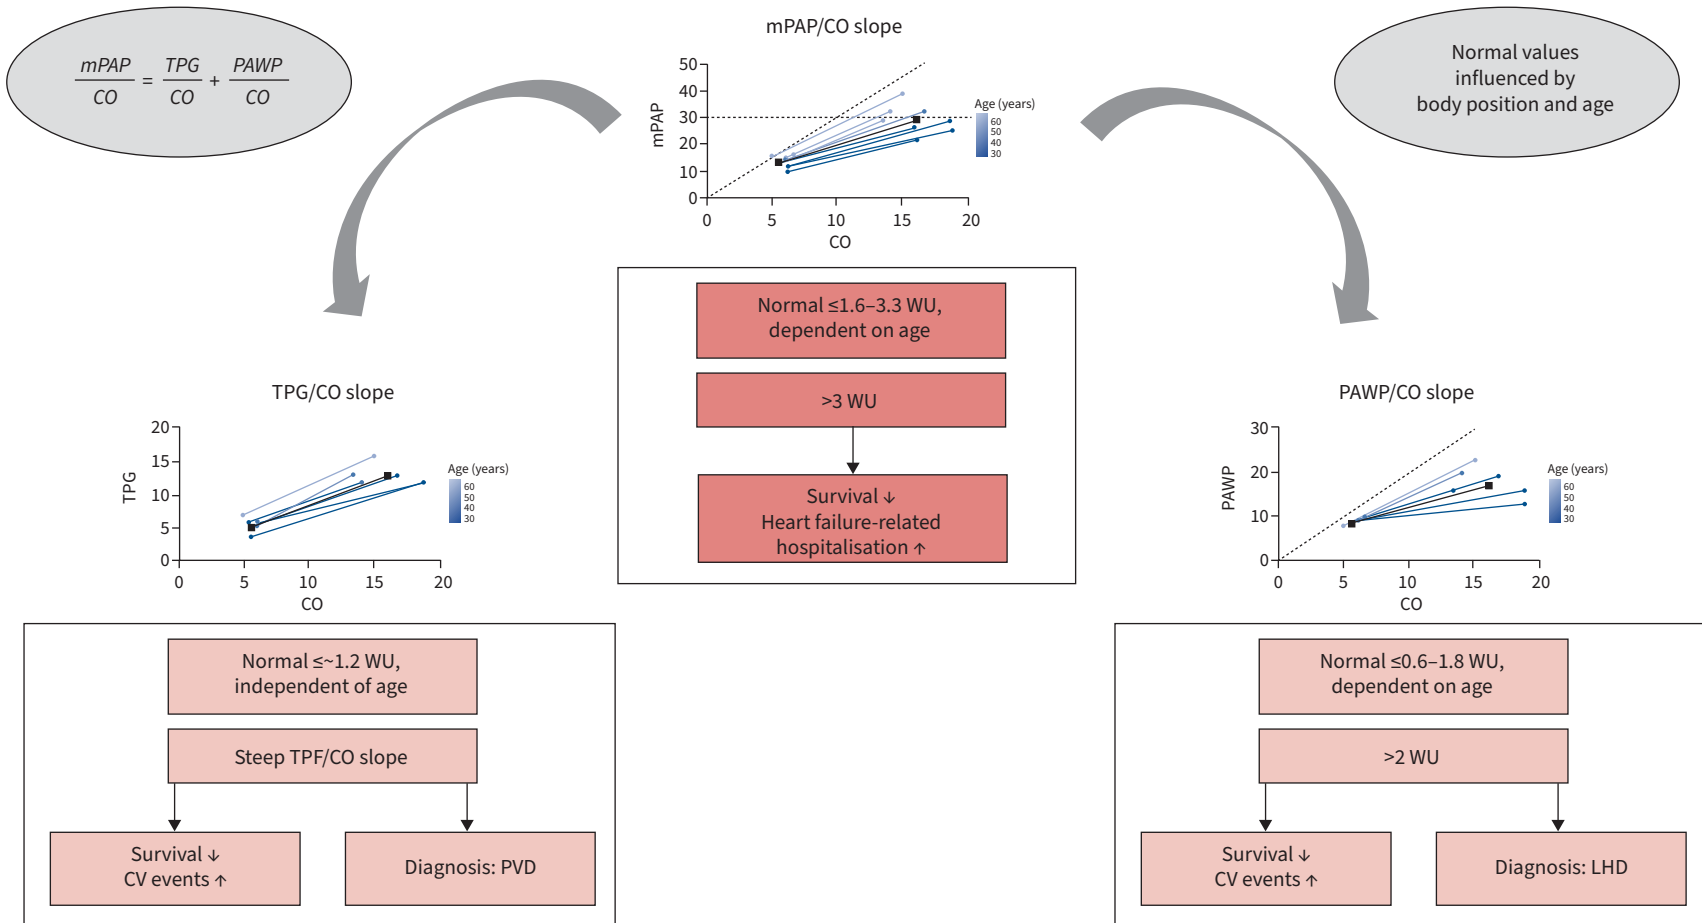 mPAP/CO slope
mPAP = TPG + PAWP
CO CO CO
Normal values
influenced by
body position and age
50
40
30
20
10
0
mPAP
0 5 10 15 20
CO
Age (years)
60
50
40
30
Normal ≤1.6–3.3 WU,
dependent on age
>3 WU
Survival ↓
Heart failure-related
hospitalisation ↑
TPG/CO slope
20
15
10
5
0
TPG
0 5 10 15 20
CO
Age (years)
60
50
40
30
Normal ≤~1.2 WU,
independent of age
Steep TPF/CO slope
Survival ↓
CV events ↑
Diagnosis: PVD
PAWP/CO slope
30
20
10
0
PAWP
0 5 10 15 20
CO
Age (years)
60
50
40
30
Normal ≤0.6–1.8 WU,
dependent on age
>2 WU
Survival ↓
CV events ↑
Diagnosis: LHD